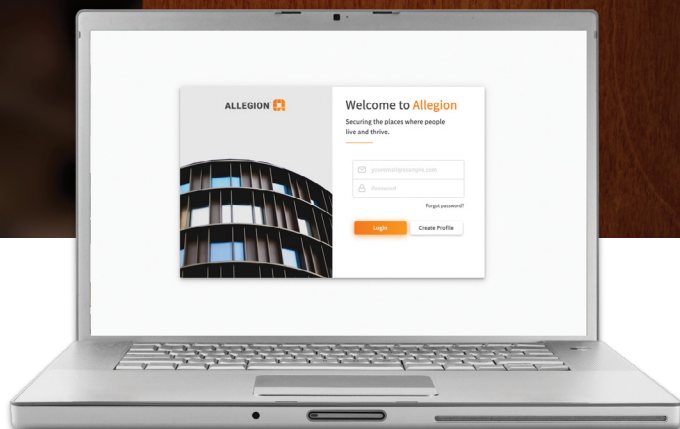 ALLEGION
Welcome to Allegion
Securing the places where people
live and thrive.
youremail@example.com
Password
Forgot password?
Login
Create Profile